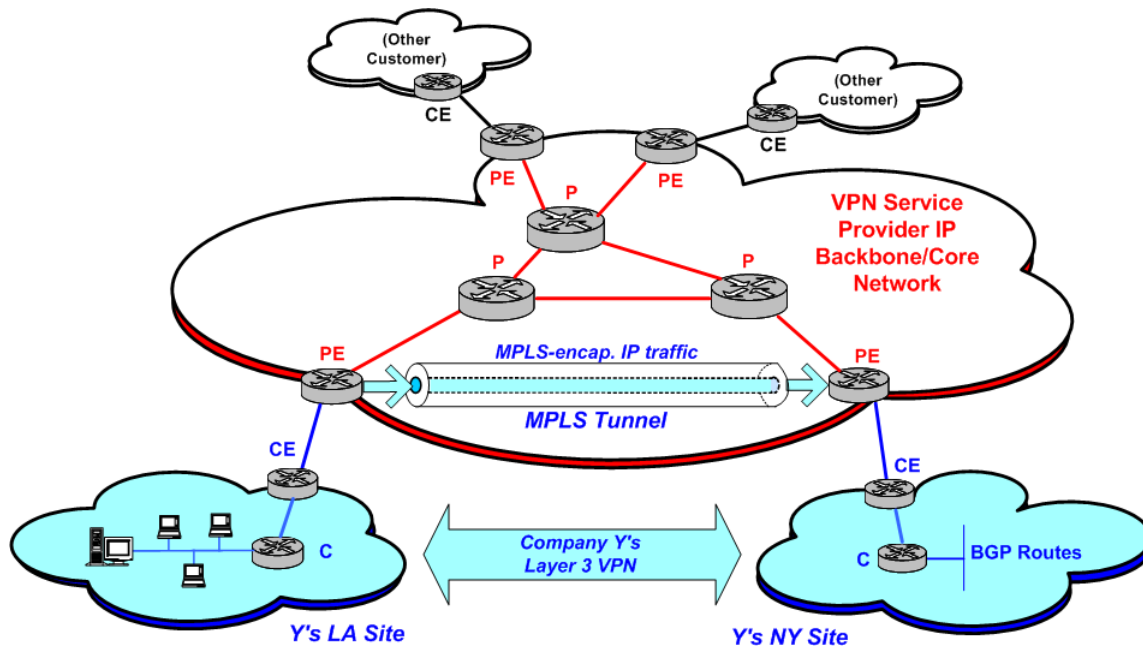 (Other
Customer)
CE
(Other
Customer)
CE
PE
P
PE
VPN Service
Provider IP
Backbone/Core
Network
P
P
PE
MPLS-encap. IP traffic
PE
MPLS Tunnel
CE
CE
C
Company Y's
Layer 3 VPN
C
BGP Routes
Y's LA Site
Y's NY Site